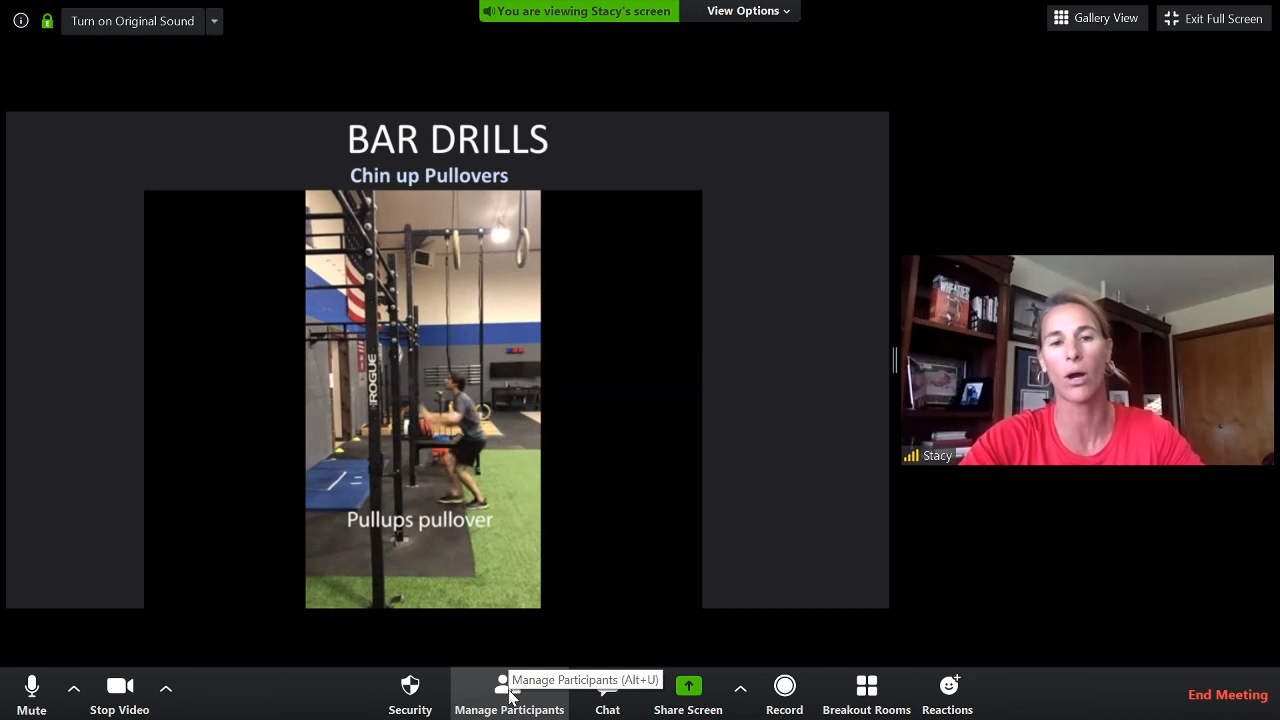 Turn on Original Sound
You are viewing Stacy's screen
View Options
Gallery View
Exit Full Screen
BAR DRILLS
Chin up Pullovers
ROGUE
Pullups pullover
WHEATIES
Stacy
Manage Participants (Alt+U)
Mute
Stop Video
Security
Manage Participants
Chat
Share Screen
Record
Breakout Rooms
Reactions
End Meeting